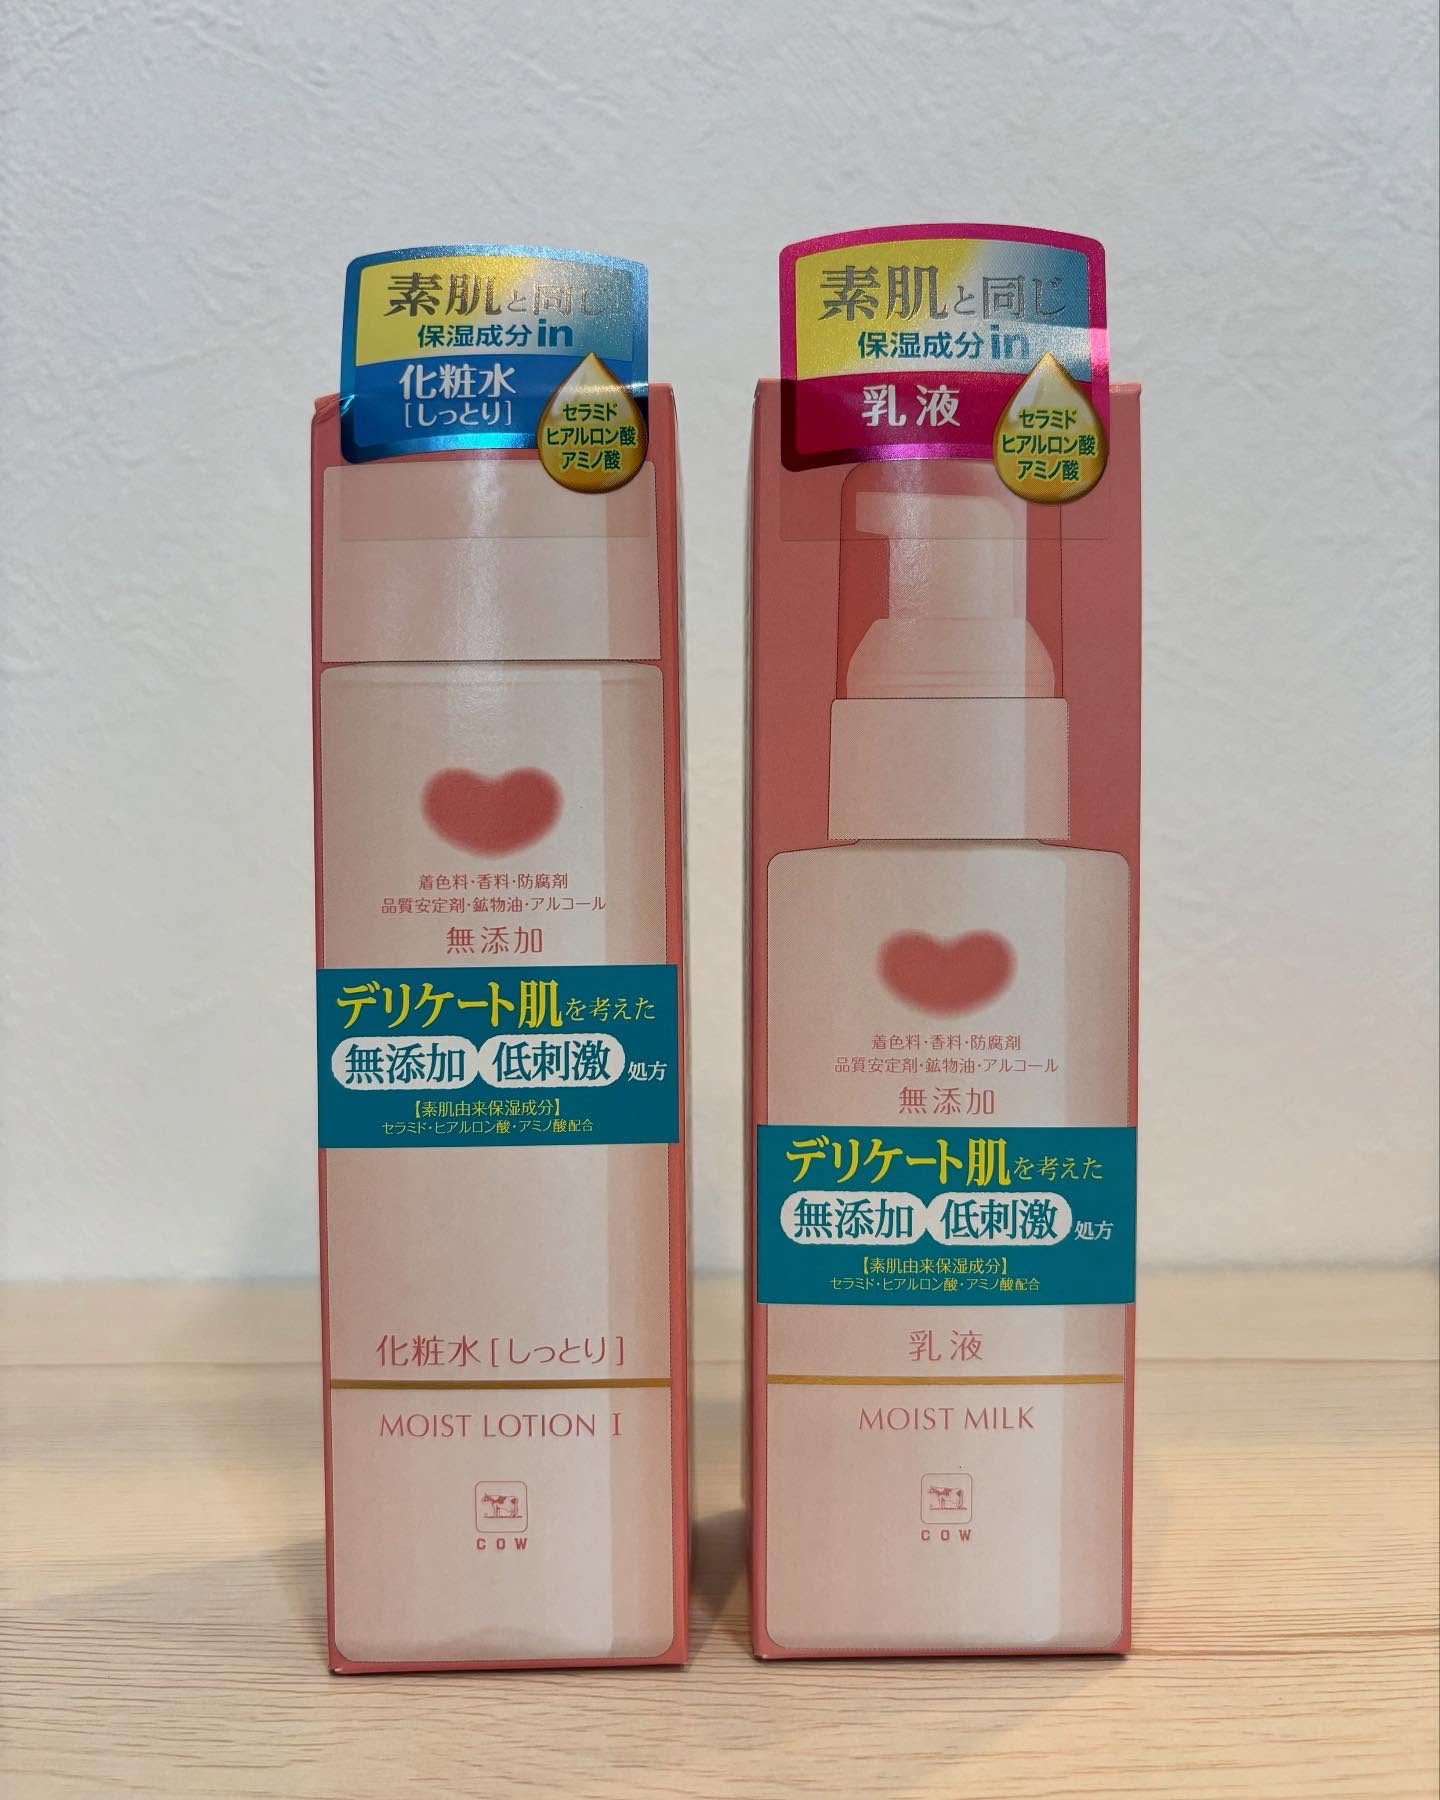 素肌と同じ
保湿成分in
化粧水
[しっとり]
セラミド
ヒアルロン酸
アミノ酸
着色料・香料・防腐剤
品質安定剤・鉱物油・アルコール
無添加
デリケート肌を考えた
無添加 低刺激 処方
【素肌由来保湿成分】
セラミド・ヒアルロン酸・アミノ酸配合
化粧水[しっとり]
MOIST LOTION I
COW
素肌と同じ
保湿成分in
乳液
セラミド
ヒアルロン酸
アミノ酸
着色料・香料・防腐剤
品質安定剤・鉱物油・アルコール
無添加
デリケート肌を考えた
無添加 低刺激 処方
【素肌由来保湿成分】
セラミド・ヒアルロン酸・アミノ酸配合
乳液
MOIST MILK
COW